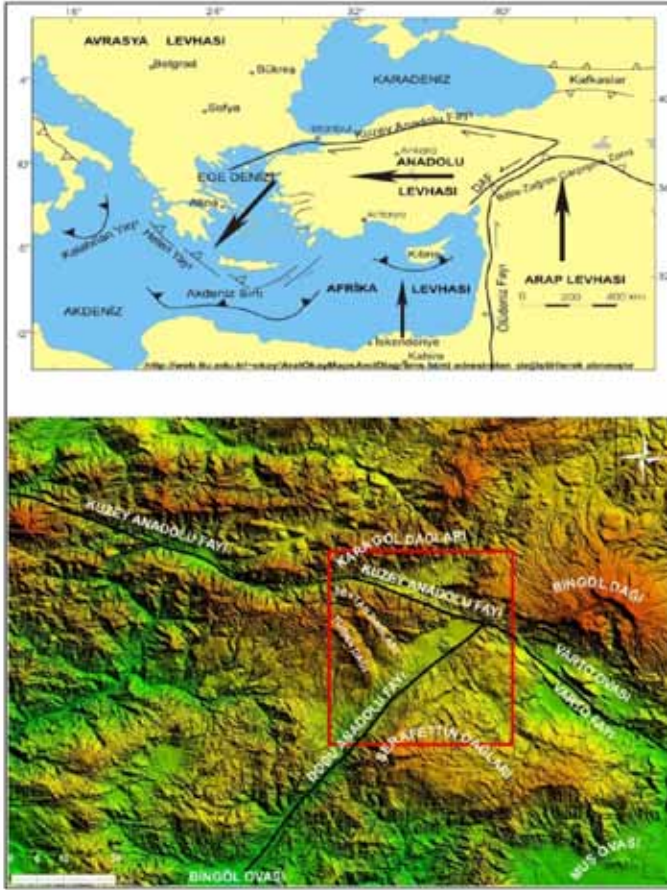 AVRASYA LEVHASI
Belgrad
Bükreş
Sofya
KARADENİZ
Kafkaslar
İstanbul
Kuzey Anadolu Fayı
Ankara
ANADOLU
LEVHASI
EGE DENİZİ
Atina
Antalya
DAF
Bitlis-Zagros Çarpışma Zonu
Kalabriyan Yayı
Hellen Yayı
Kıbrıs
Akdeniz Sırtı
AFRİKA LEVHASI
ARAP LEVHASI
0 200 400 km
AKDENİZ
Ölüdeniz Fayı
İskenderiye
Kahire
KUZEY ANADOLU FAYI
KARAGÖL DAĞLARI
KUZEY ANADOLU FAYI
BİNGÖL DAĞI
VARTO OVASI
VARTO FAYI
DOĞU ANADOLU FAYI
ŞERAFETTİN DAĞLARI
BİNGÖL OVASI
MUŞ OVASI